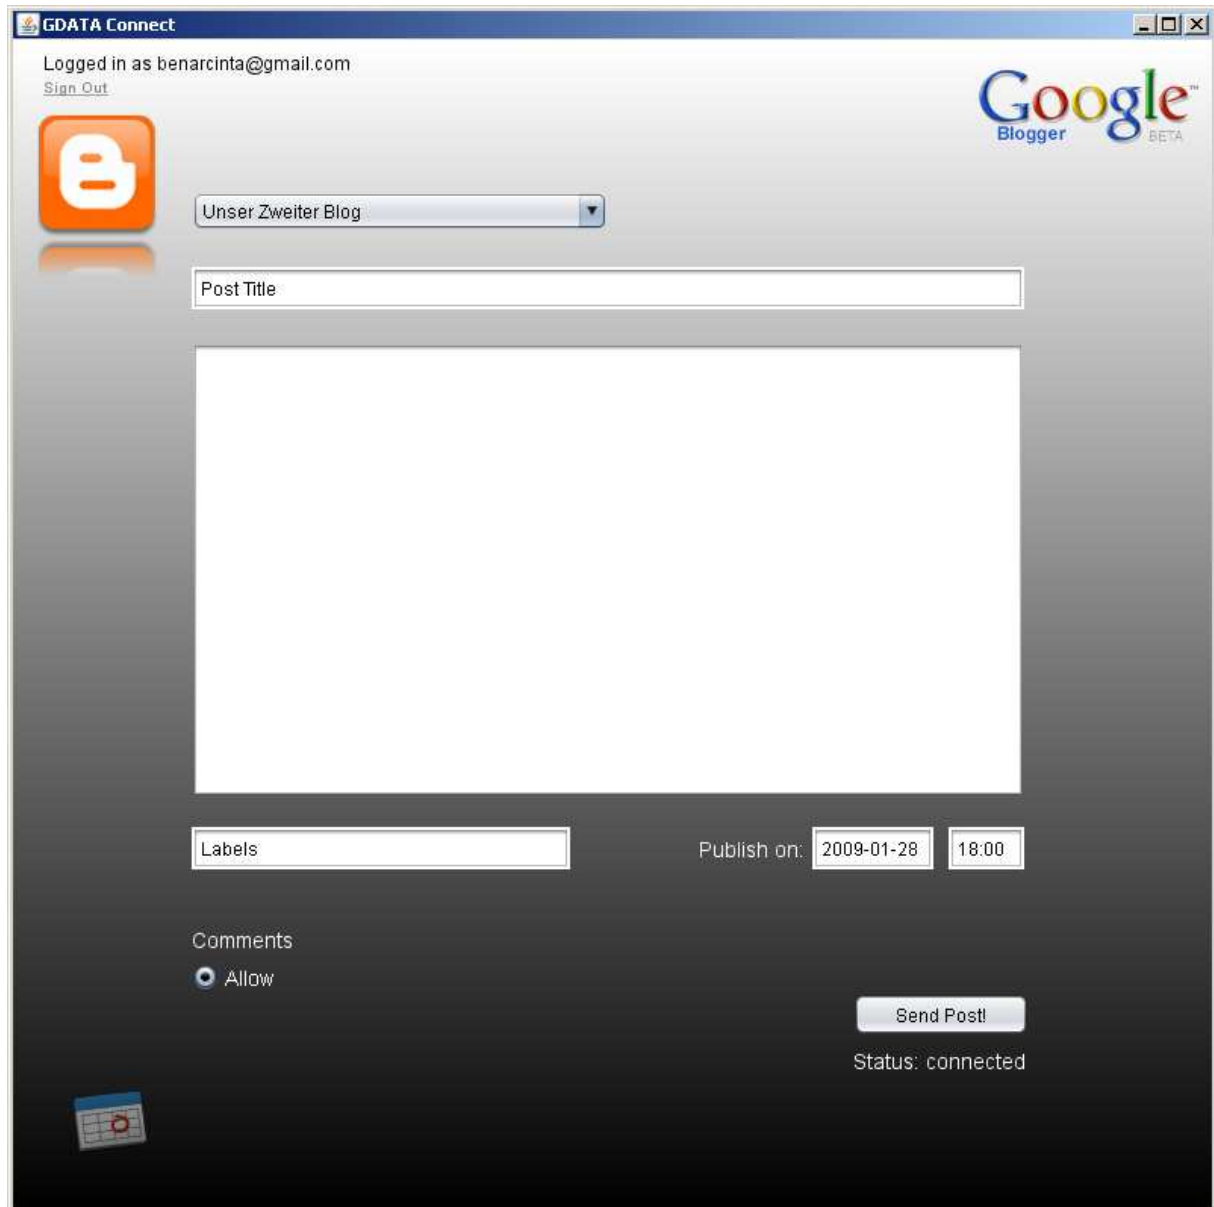 GDATA Connect
Logged in as benarcinta@gmail.com
Sign Out
Google™
Blogger BETA
Unser Zweiter Blog
Post Title
Labels
Publish on: 2009-01-28 18:00
Comments
Allow
Send Post!
Status: connected